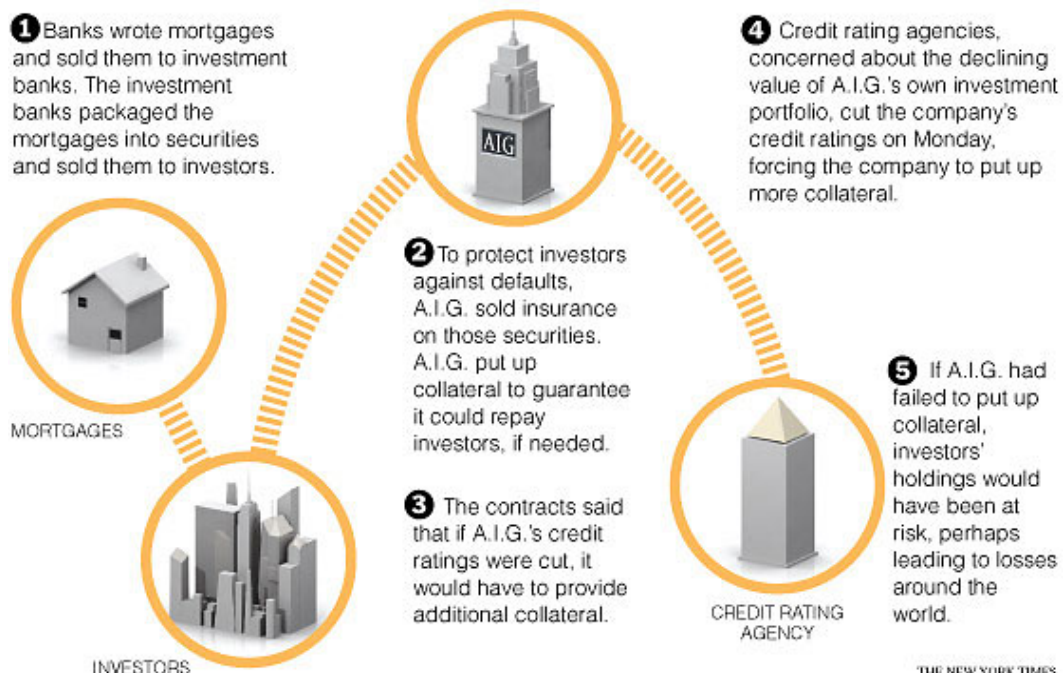 1 Banks wrote mortgages
and sold them to investment
banks. The investment
banks packaged the
mortgages into securities
and sold them to investors.
MORTGAGES
INVESTORS
AIG
2 To protect investors
against defaults,
A.I.G. sold insurance
on those securities.
A.I.G. put up
collateral to guarantee
it could repay
investors, if needed.
3 The contracts said
that if A.I.G.'s credit
ratings were cut, it
would have to provide
additional collateral.
4 Credit rating agencies,
concerned about the declining
value of A.I.G.'s own investment
portfolio, cut the company's
credit ratings on Monday,
forcing the company to put up
more collateral.
CREDIT RATING
AGENCY
5 If A.I.G. had
failed to put up
collateral,
investors'
holdings would
have been at
risk, perhaps
leading to losses
around the
world.
THE NEW YORK TIMES